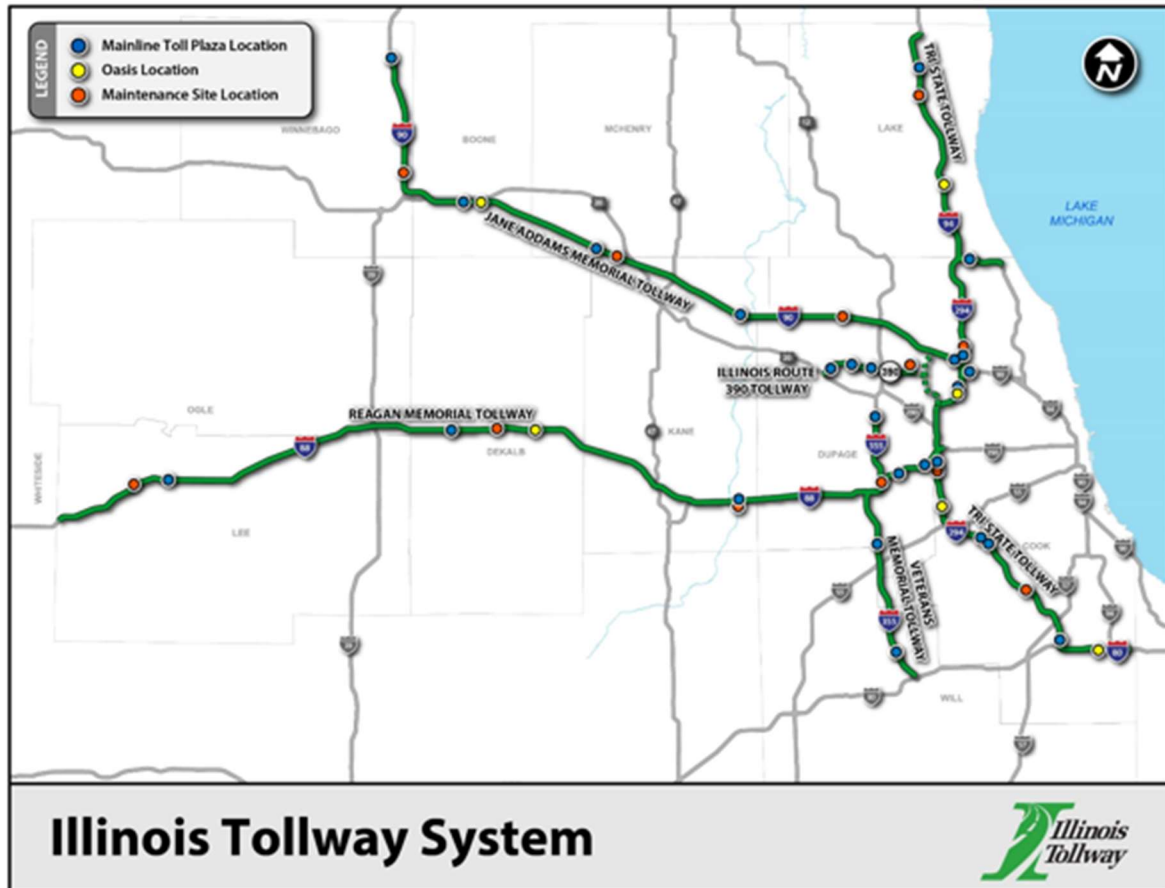 LEGEND
Mainline Toll Plaza Location
Oasis Location
Maintenance Site Location
N
WINNEBAGO
BOONE
MCHENRY
LAKE
TRI STATE TOLLWAY
LAKE
MICHIGAN
90
JANE ADDAMS MEMORIAL TOLLWAY
94
294
90
ILLINOIS ROUTE
390 TOLLWAY
390
REAGAN MEMORIAL TOLLWAY
OGLE
DEKALB
KANE
DUPAGE
355
88
88
WHITESIDE
LEE
294
TRI STATE TOLLWAY
COOK
VETERANS
MEMORIAL TOLLWAY
355
80
WILL
Illinois Tollway System
Illinois
Tollway